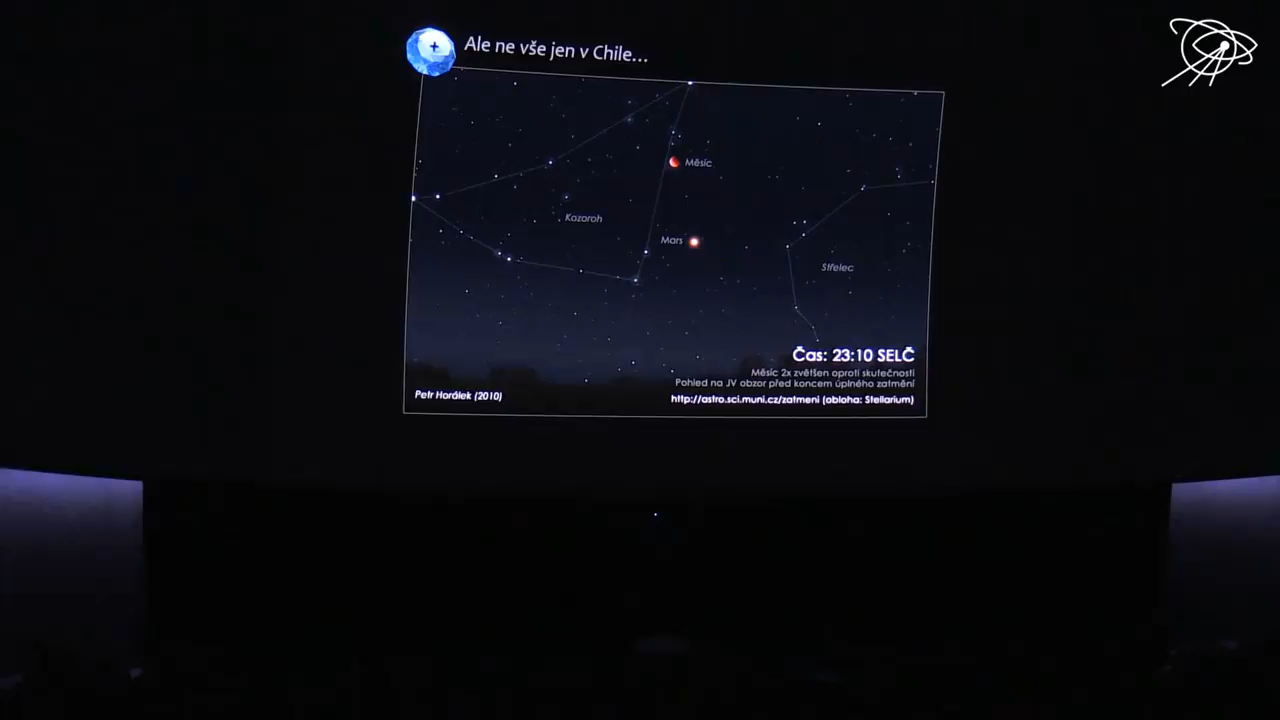 Ale ne vše jen v Chile...
Měsíc
Kozoroh
Mars
Střelec
Čas: 23:10 SELČ
Měsíc 2x zvětšen oproti skutečnosti
Pohled na JV obzor před koncem úplného zatmění
Petr Horálek (2010)
http://astro.sci.muni.cz/zatmeni (obloha: Stellarium)